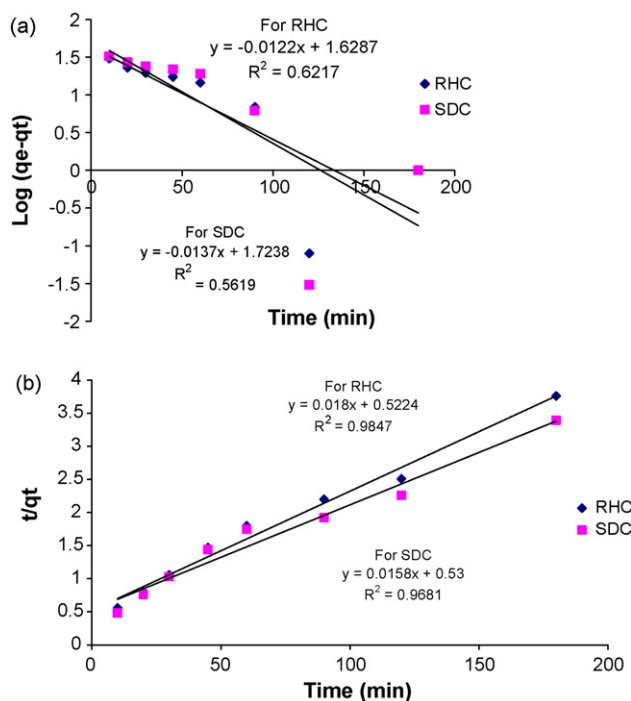 (a)
For RHC
y = -0.0122x + 1.6287
R² = 0.6217
2
1.5
1
0.5
0
-0.5
-1
-1.5
-2
0
50
100
150
200
RHC
SDC
For SDC
y = -0.0137x + 1.7238
R²
= 0.5619
Log (qe-qt)
Time (min)
(b)
For RHC
y = 0.018x + 0.5224
R² = 0.9847
4
3.5
3
2.5
2
1.5
1
0.5
0
t/qt
RHC
SDC
For SDC
y = 0.0158x + 0.53
R² = 0.9681
0
50
100
150
200
Time (min)